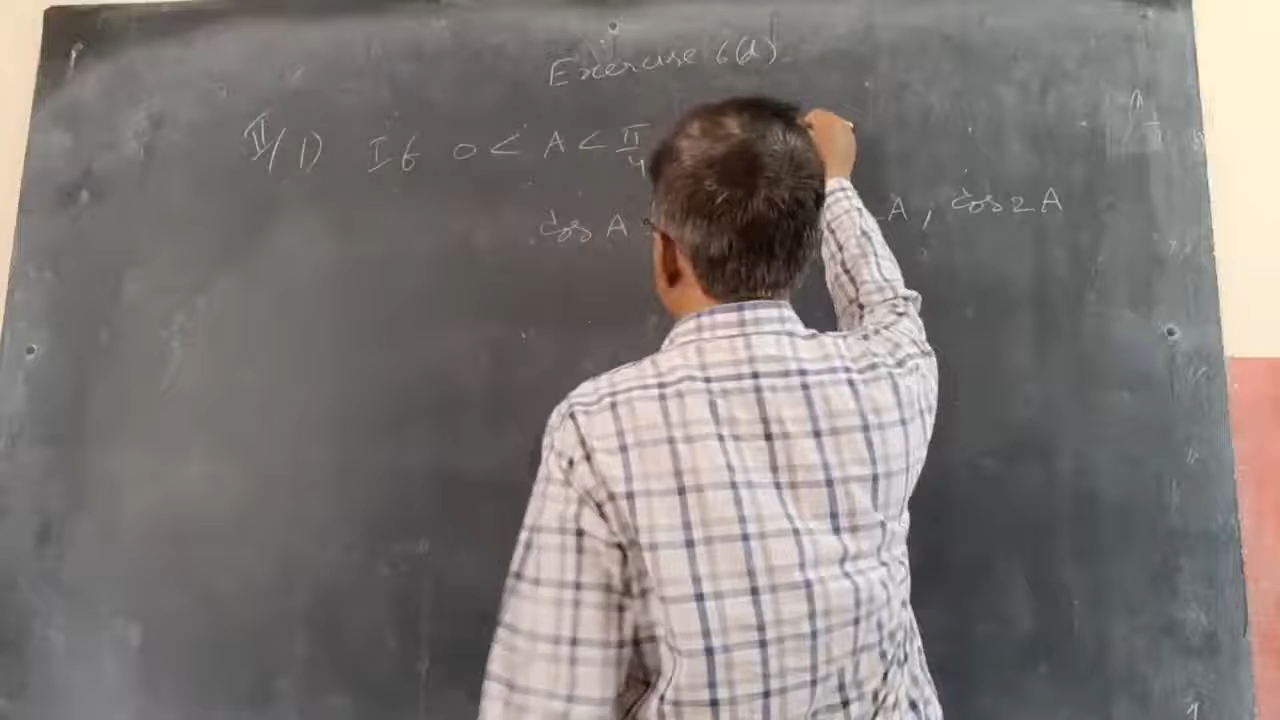 Exercise 6(d)
II/ 1) If 0 < A < π/4
cos A A, cos 2A